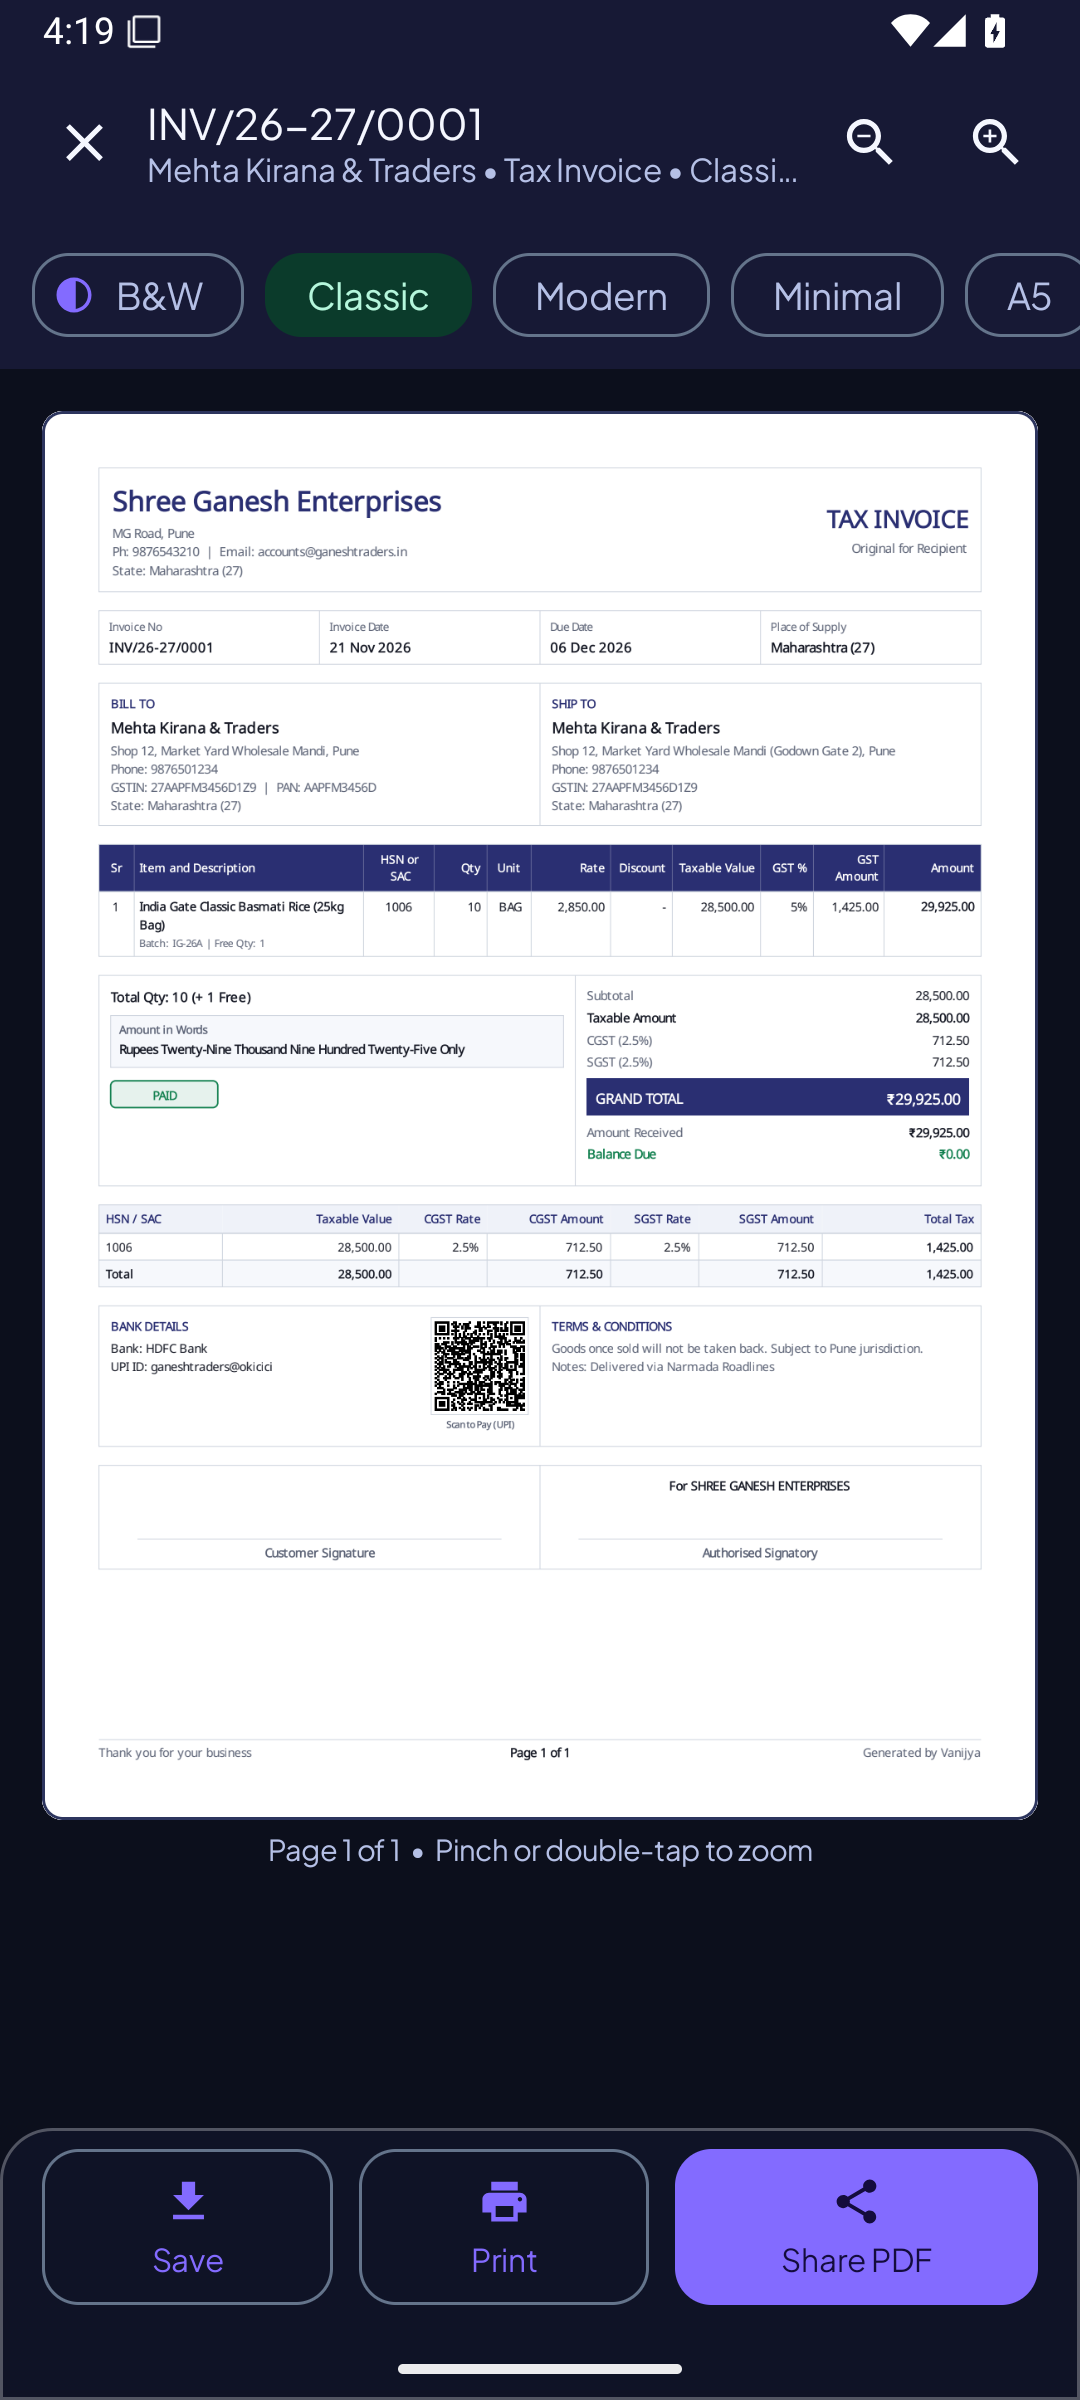 4:19
INV/26-27/0001
Mehta Kirana & Traders • Tax Invoice • Classi...
B&W Classic Modern Minimal A5
Shree Ganesh Enterprises
MG Road, Pune
Ph: 9876543210 | Email: accounts@ganeshtraders.in
State: Maharashtra (27)
TAX INVOICE
Original for Recipient
Invoice No Invoice Date Due Date Place of Supply
INV/26-27/0001 21 Nov 2026 06 Dec 2026 Maharashtra (27)
BILL TO
Mehta Kirana & Traders
Shop 12, Market Yard Wholesale Mandi, Pune
Phone: 9876501234
GSTIN: 27AAPFM3456D1Z9 | PAN: AAPFM3456D
State: Maharashtra (27)
SHIP TO
Mehta Kirana & Traders
Shop 12, Market Yard Wholesale Mandi (Godown Gate 2), Pune
Phone: 9876501234
GSTIN: 27AAPFM3456D1Z9
State: Maharashtra (27)
Sr Item and Description HSN or SAC Qty Unit Rate Discount Taxable Value GST % GST Amount Amount
1 India Gate Classic Basmati Rice (25kg Bag) 1006 10 BAG 2,850.00 - 28,500.00 5% 1,425.00 29,925.00
Batch: IG-26A | Free Qty: 1
Total Qty: 10 (+ 1 Free)
Amount in Words
Rupees Twenty-Nine Thousand Nine Hundred Twenty-Five Only
PAID
Subtotal 28,500.00
Taxable Amount 28,500.00
CGST (2.5%) 712.50
SGST (2.5%) 712.50
GRAND TOTAL ₹29,925.00
Amount Received ₹29,925.00
Balance Due ₹0.00
HSN / SAC Taxable Value CGST Rate CGST Amount SGST Rate SGST Amount Total Tax
1006 28,500.00 2.5% 712.50 2.5% 712.50 1,425.00
Total 28,500.00 712.50 712.50 1,425.00
BANK DETAILS
Bank: HDFC Bank
UPI ID: ganeshtraders@okicici
Scan to Pay (UPI)
TERMS & CONDITIONS
Goods once sold will not be taken back. Subject to Pune jurisdiction.
Notes: Delivered via Narmada Roadlines
For SHREE GANESH ENTERPRISES
Customer Signature Authorised Signatory
Thank you for your business Page 1 of 1 Generated by Vanijya
Page 1 of 1 • Pinch or double-tap to zoom
Save Print Share PDF